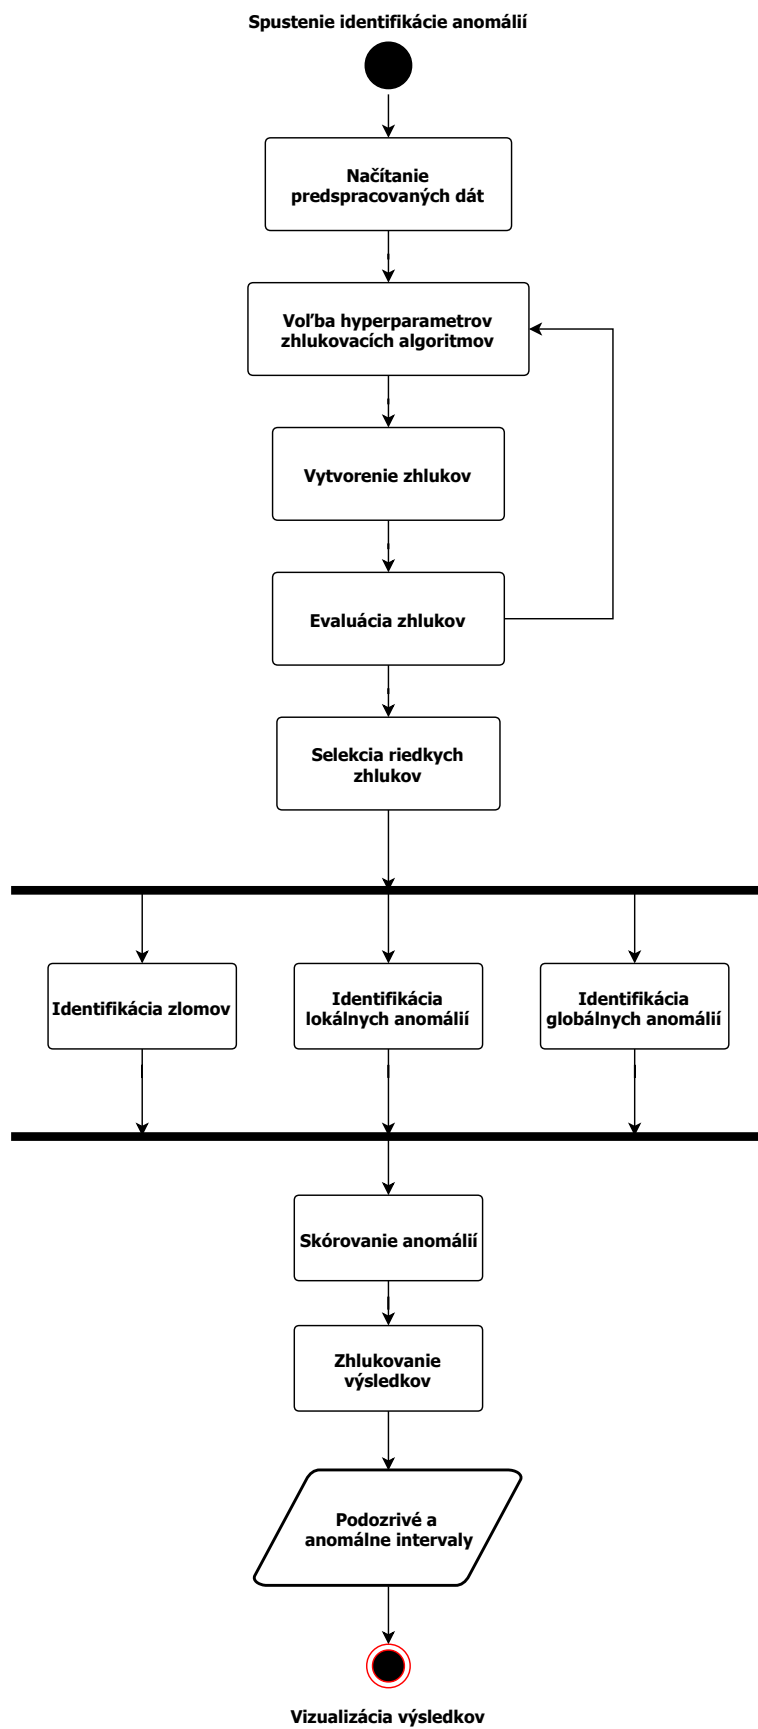 Spustenie identifikácie anomálií
Načítanie
predspracovaných dát
Voľba hyperparametrov
zhlukovacích algoritmov
Vytvorenie zhlukov
Evaluácia zhlukov
Selekcia riedkych
zhlukov
Identifikácia zlomov
Identifikácia
lokálnych anomálií
Identifikácia
globálnych anomálií
Skórovanie anomálií
Zhlukovanie
výsledkov
Podozrivé a
anomálne intervaly
Vizualizácia výsledkov